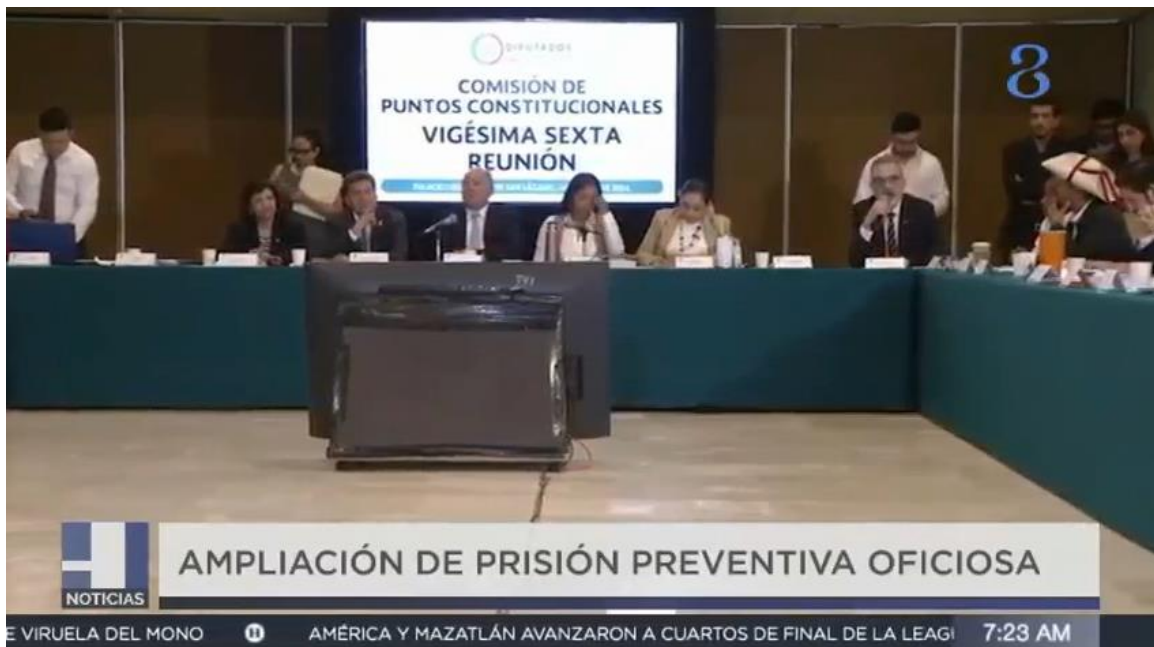 DIPUTADOS
COMISIÓN DE
PUNTOS CONSTITUCIONALES
VIGÉSIMA SEXTA
REUNIÓN
8
AMPLIACIÓN DE PRISIÓN PREVENTIVA OFICIOSA
NOTICIAS
E VIRUELA DEL MONO
AMÉRICA Y MAZATLÁN AVANZARON A CUARTOS DE FINAL DE LA LEAG
7:23 AM